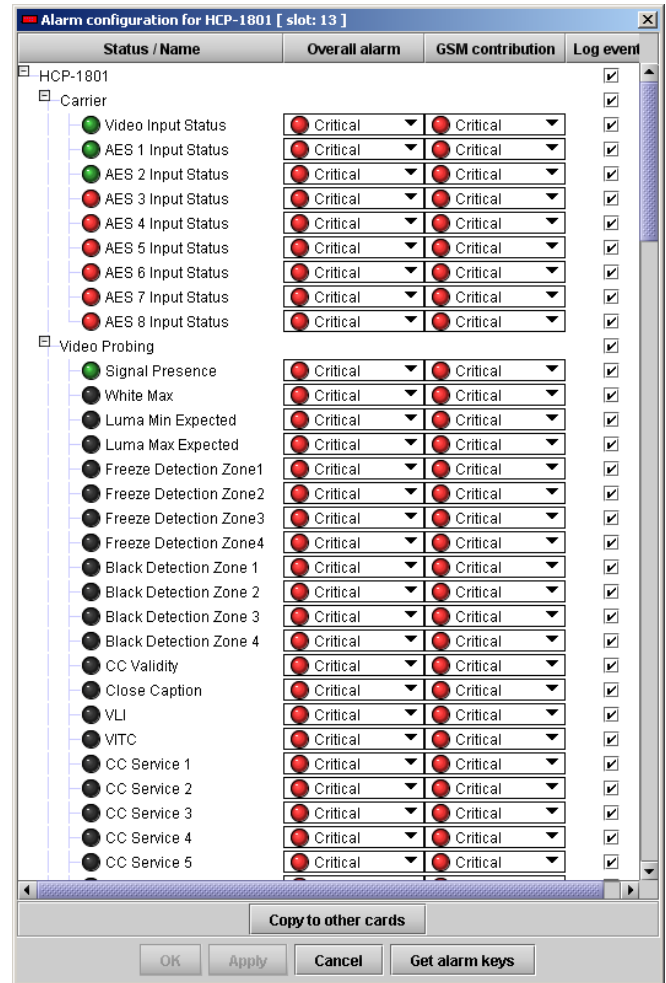 Alarm configuration for HCP-1801 [ slot: 13 ]
Status / Name Overall alarm GSM contribution Log event
HCP-1801
Carrier
Video Input Status Critical Critical
AES 1 Input Status Critical Critical
AES 2 Input Status Critical Critical
AES 3 Input Status Critical Critical
AES 4 Input Status Critical Critical
AES 5 Input Status Critical Critical
AES 6 Input Status Critical Critical
AES 7 Input Status Critical Critical
AES 8 Input Status Critical Critical
Video Probing
Signal Presence Critical Critical
White Max Critical Critical
Luma Min Expected Critical Critical
Luma Max Expected Critical Critical
Freeze Detection Zone1 Critical Critical
Freeze Detection Zone2 Critical Critical
Freeze Detection Zone3 Critical Critical
Freeze Detection Zone4 Critical Critical
Black Detection Zone 1 Critical Critical
Black Detection Zone 2 Critical Critical
Black Detection Zone 3 Critical Critical
Black Detection Zone 4 Critical Critical
CC Validity Critical Critical
Close Caption Critical Critical
VLI Critical Critical
VITC Critical Critical
CC Service 1 Critical Critical
CC Service 2 Critical Critical
CC Service 3 Critical Critical
CC Service 4 Critical Critical
CC Service 5 Critical Critical
Copy to other cards
OK Apply Cancel Get alarm keys